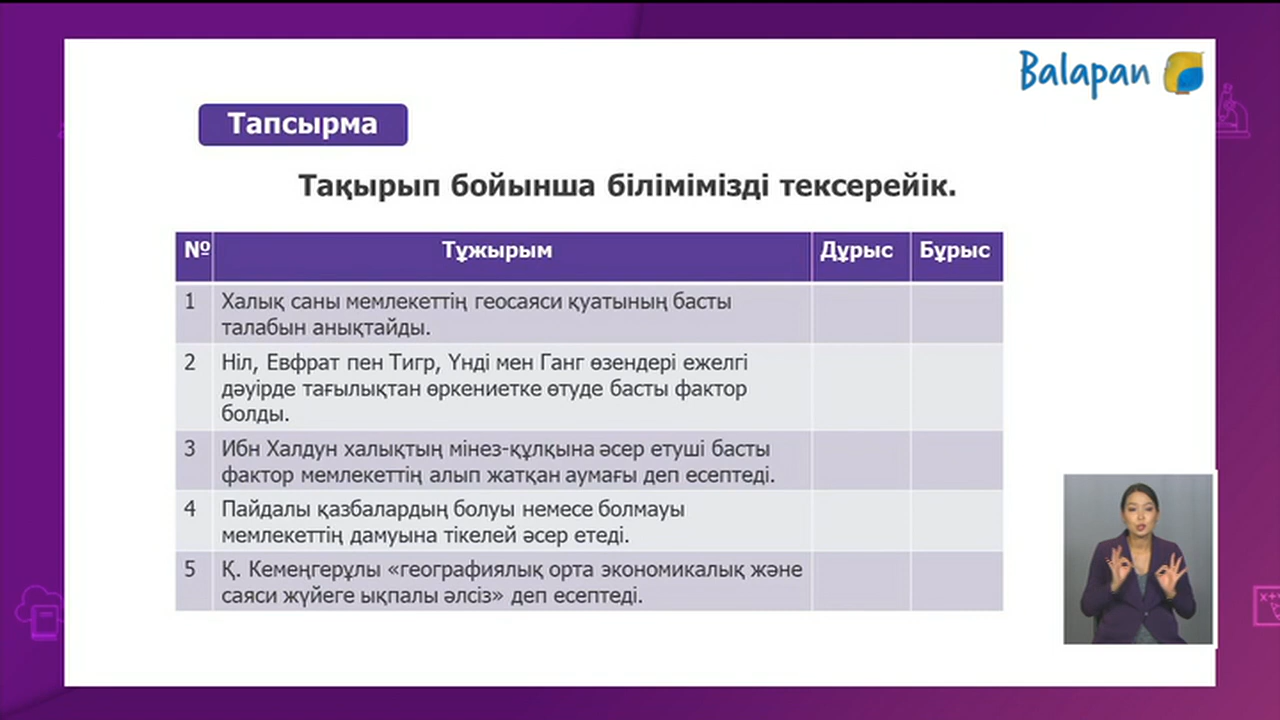 Balapan
Тапсырма
Тақырып бойынша білімімізді тексерейік.
№ Тұжырым Дұрыс Бұрыс
1 Халық саны мемлекеттің геосаяси қуатының басты
талабын анықтайды.
2 Ніл, Евфрат пен Тигр, Үнді мен Ганг өзендері ежелгі
дәуірде тағылықтан өркениетке өтуде басты фактор
болды.
3 Ибн Халдун халықтың мінез-құлқына әсер етуші басты
фактор мемлекеттің алып жатқан аумағы деп есептеді.
4 Пайдалы қазбалардың болуы немесе болмауы
мемлекеттің дамуына тікелей әсер етеді.
5 Қ. Кемеңгерұлы «географиялық орта экономикалық және
саяси жүйеге ықпалы әлсіз» деп есептеді.